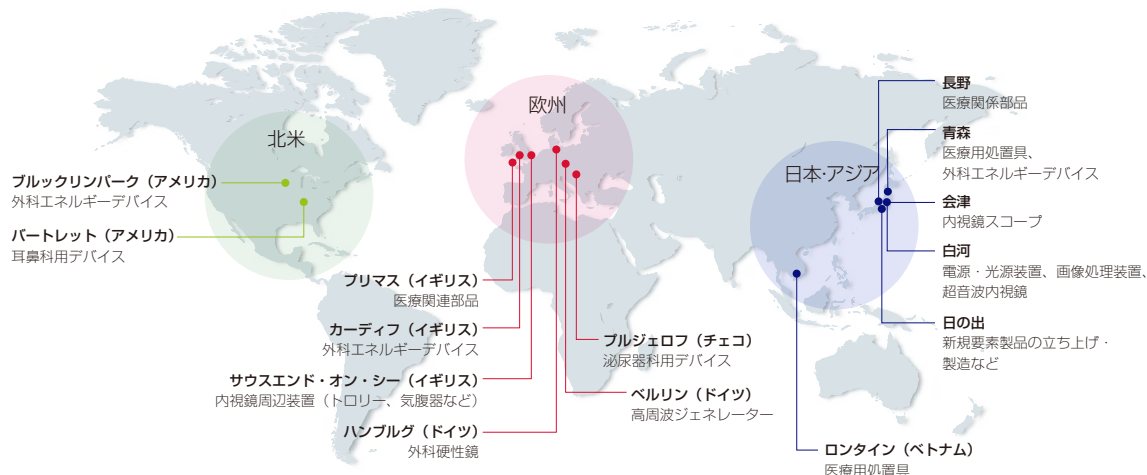 北米
欧州
日本・アジア
ブルックリンパーク（アメリカ）
外科エネルギーデバイス
バートレット（アメリカ）
耳鼻科用デバイス
プリマス（イギリス）
医療関連部品
カーディフ（イギリス）
外科エネルギーデバイス
サウスエンド・オン・シー（イギリス）
内視鏡周辺装置（トロリー、気腹器など）
ハンブルグ（ドイツ）
外科硬性鏡
プルジェロフ（チェコ）
泌尿器科用デバイス
ベルリン（ドイツ）
高周波ジェネレーター
長野
医療関係部品
青森
医療用処置具、
外科エネルギーデバイス
会津
内視鏡スコープ
白河
電源・光源装置、画像処理装置、
超音波内視鏡
日の出
新規要素製品の立ち上げ・
製造など
ロンタイン（ベトナム）
医療用処置具